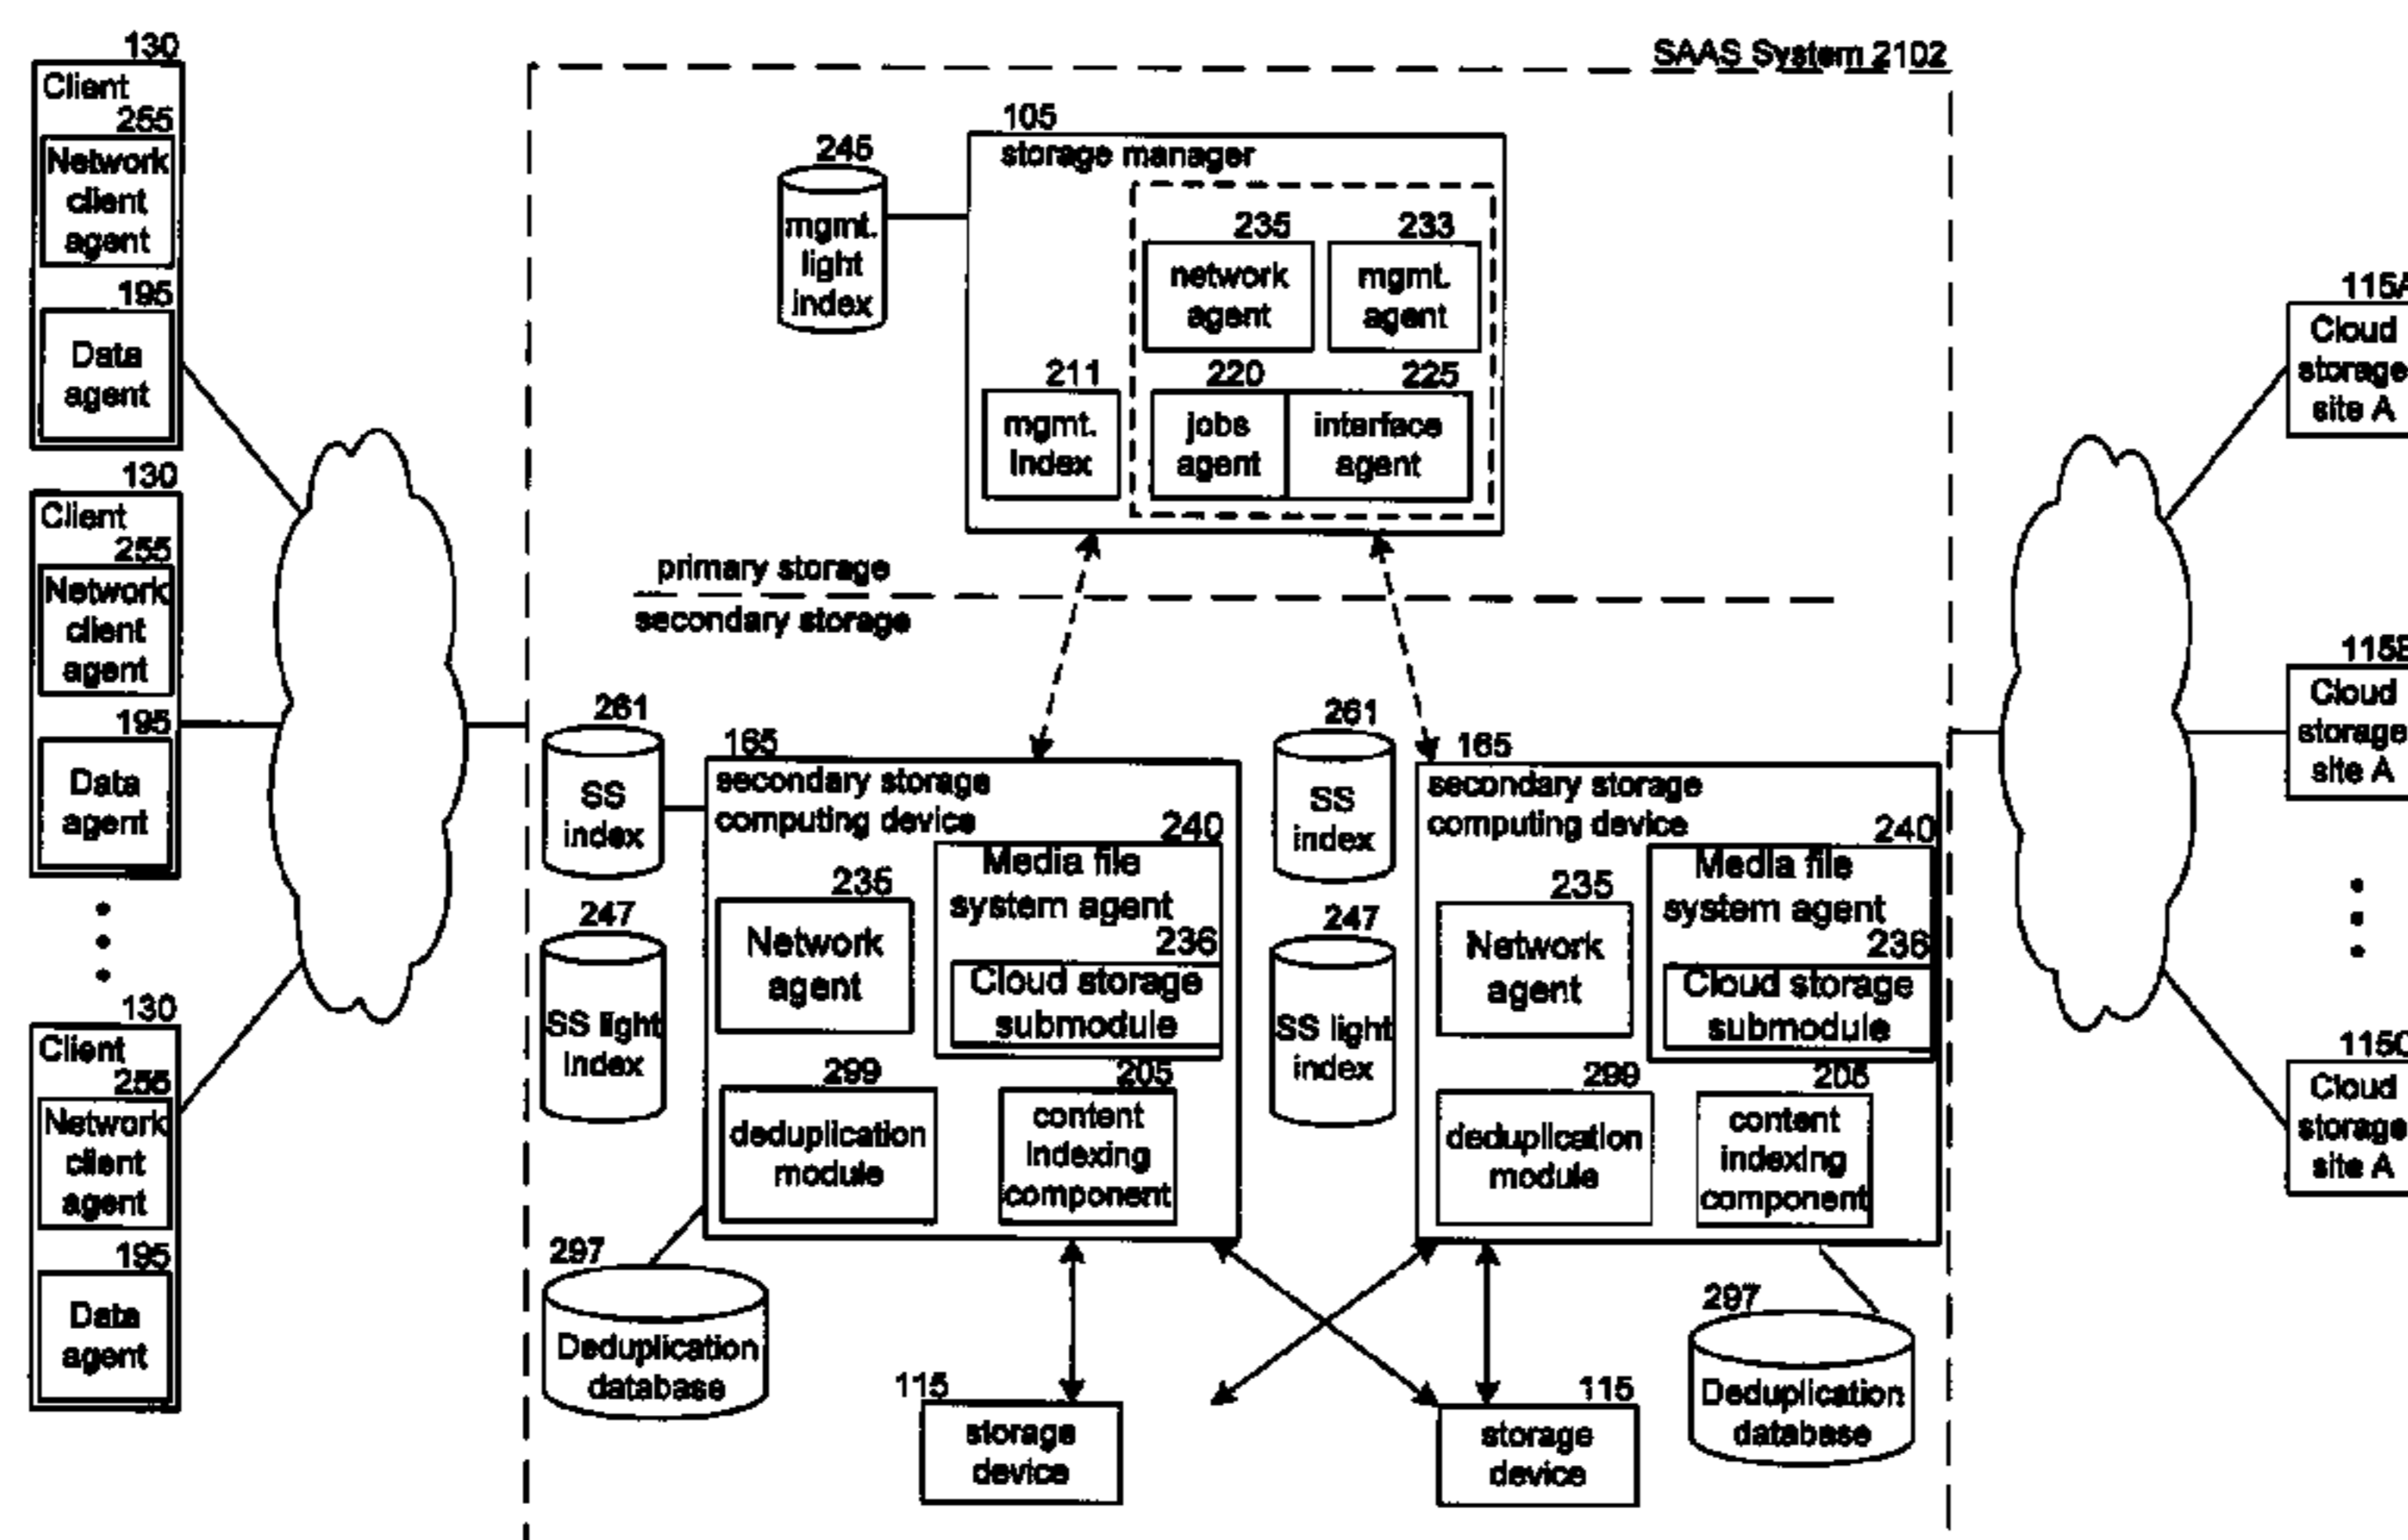 130
Client
255
Network
client
agent
195
Data
agent
130
Client
255
Network
client
agent
195
Data
agent
130
Client
255
Network
client
agent
195
Data
agent
SAAS System 2102
105
storage manager
245
mgmt.
light
index
235
network
agent
233
mgmt.
agent
211
mgmt.
index
220
jobs
agent
225
interface
agent
primary storage
secondary storage
261
SS
index
247
SS light
index
165
secondary storage
computing device
240
Media file
system agent
236
Cloud storage
submodule
235
Network
agent
299
deduplication
module
205
content
indexing
component
297
Deduplication
database
261
SS
index
247
SS light
index
165
secondary storage
computing device
240
Media file
system agent
236
Cloud storage
submodule
235
Network
agent
299
deduplication
module
205
content
indexing
component
297
Deduplication
database
115
storage
device
115
storage
device
115A
Cloud
storage
site A
115B
Cloud
storage
site A
115C
Cloud
storage
site A